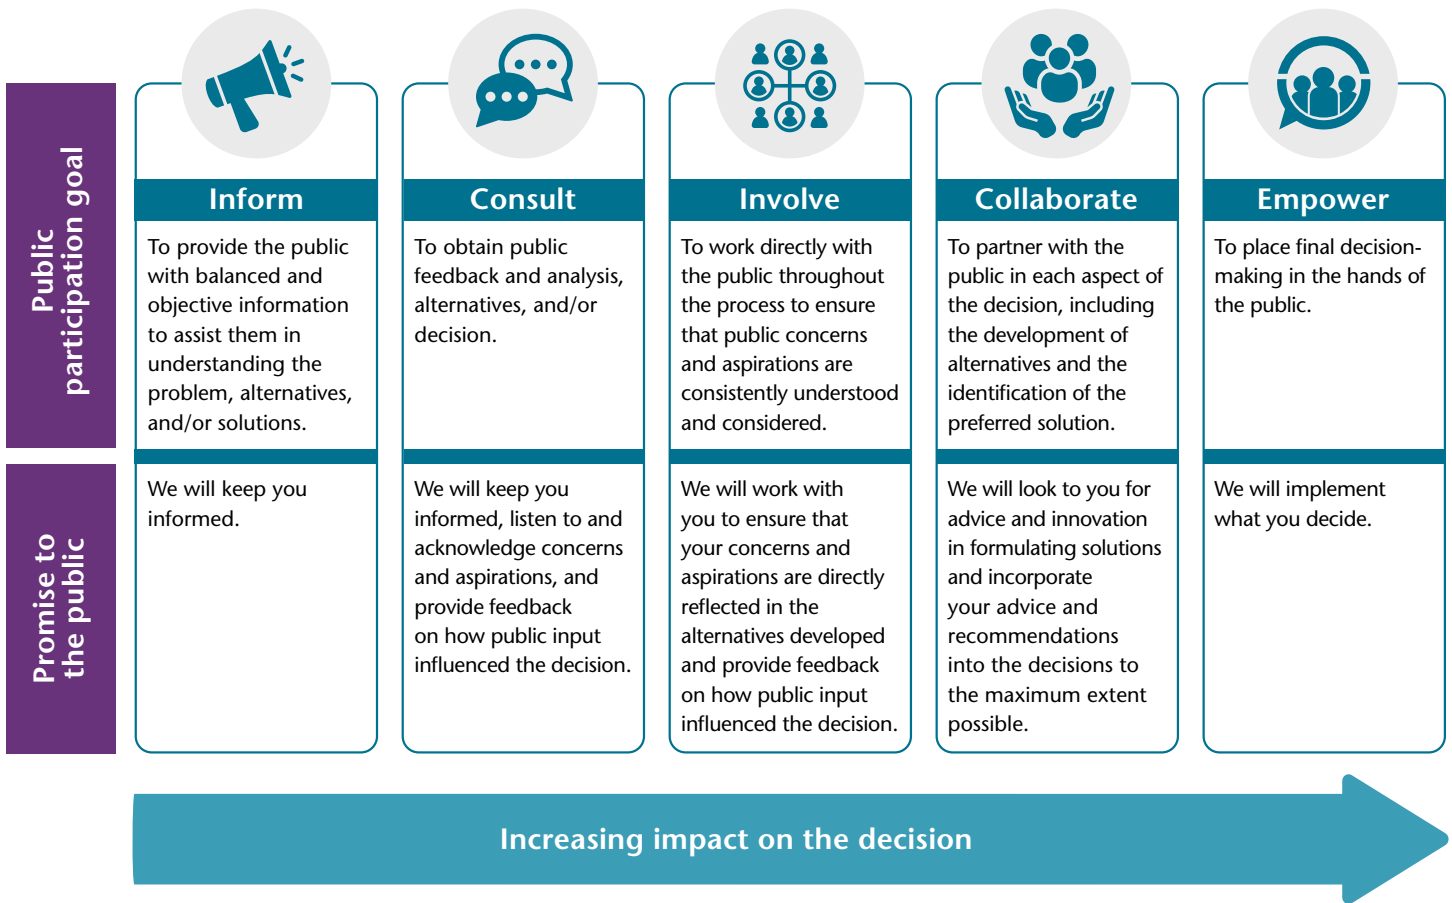 Public
participation goal
Inform
To provide the public
with balanced and
objective information
to assist them in
understanding the
problem, alternatives,
and/or solutions.
Consult
To obtain public
feedback and analysis,
alternatives, and/or
decision.
Involve
To work directly with
the public throughout
the process to ensure
that public concerns
and aspirations are
consistently understood
and considered.
Collaborate
To partner with the
public in each aspect of
the decision, including
the development of
alternatives and the
identification of the
preferred solution.
Empower
To place final decision-
making in the hands of
the public.
Promise to
the public
We will keep you
informed.
We will keep you
informed, listen to and
acknowledge concerns
and aspirations, and
provide feedback
on how public input
influenced the decision.
We will work with
you to ensure that
your concerns and
aspirations are directly
reflected in the
alternatives developed
and provide feedback
on how public input
influenced the decision.
We will look to you for
advice and innovation
in formulating solutions
and incorporate
your advice and
recommendations
into the decisions to
the maximum extent
possible.
We will implement
what you decide.
Increasing impact on the decision